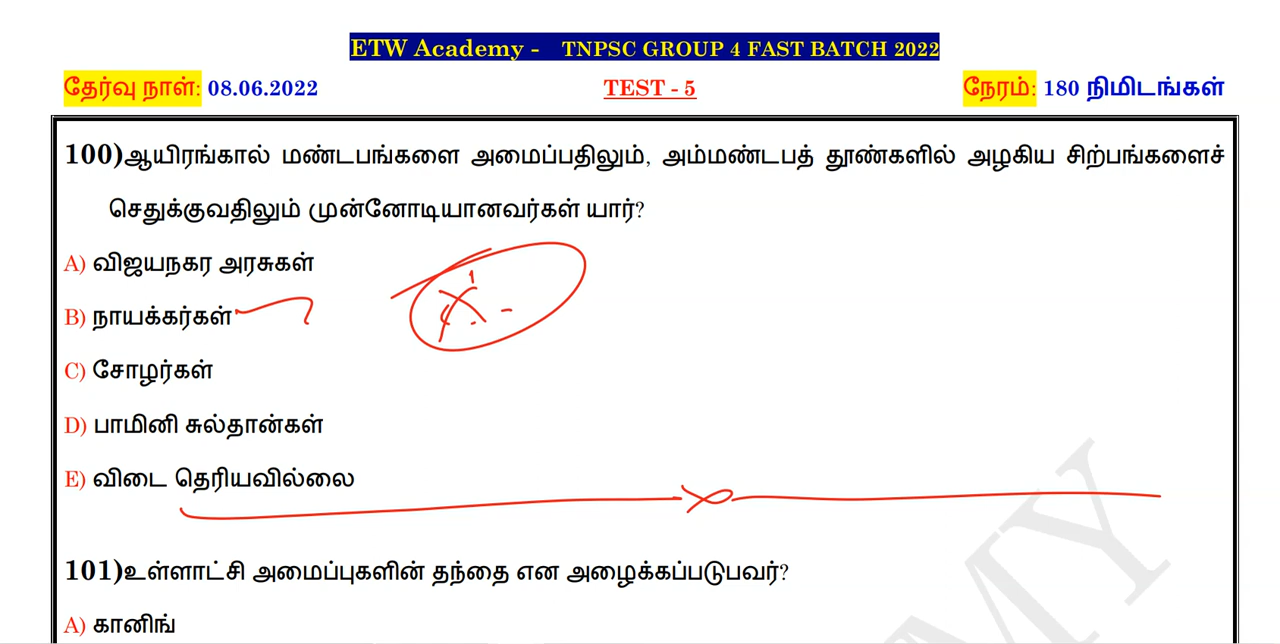 ETW Academy - TNPSC GROUP 4 FAST BATCH 2022
தேர்வு நாள்: 08.06.2022 TEST - 5 நேரம்: 180 நிமிடங்கள்
100)ஆயிரங்கால் மண்டபங்களை அமைப்பதிலும், அம்மண்டபத் தூண்களில் அழகிய சிற்பங்களைச்
செதுக்குவதிலும் முன்னோடியானவர்கள் யார்?
A) விஜயநகர அரசுகள்
B) நாயக்கர்கள்
C) சோழர்கள்
D) பாமினி சுல்தான்கள்
E) விடை தெரியவில்லை
101)உள்ளாட்சி அமைப்புகளின் தந்தை என அழைக்கப்படுபவர்?
A) கானிங்
MY